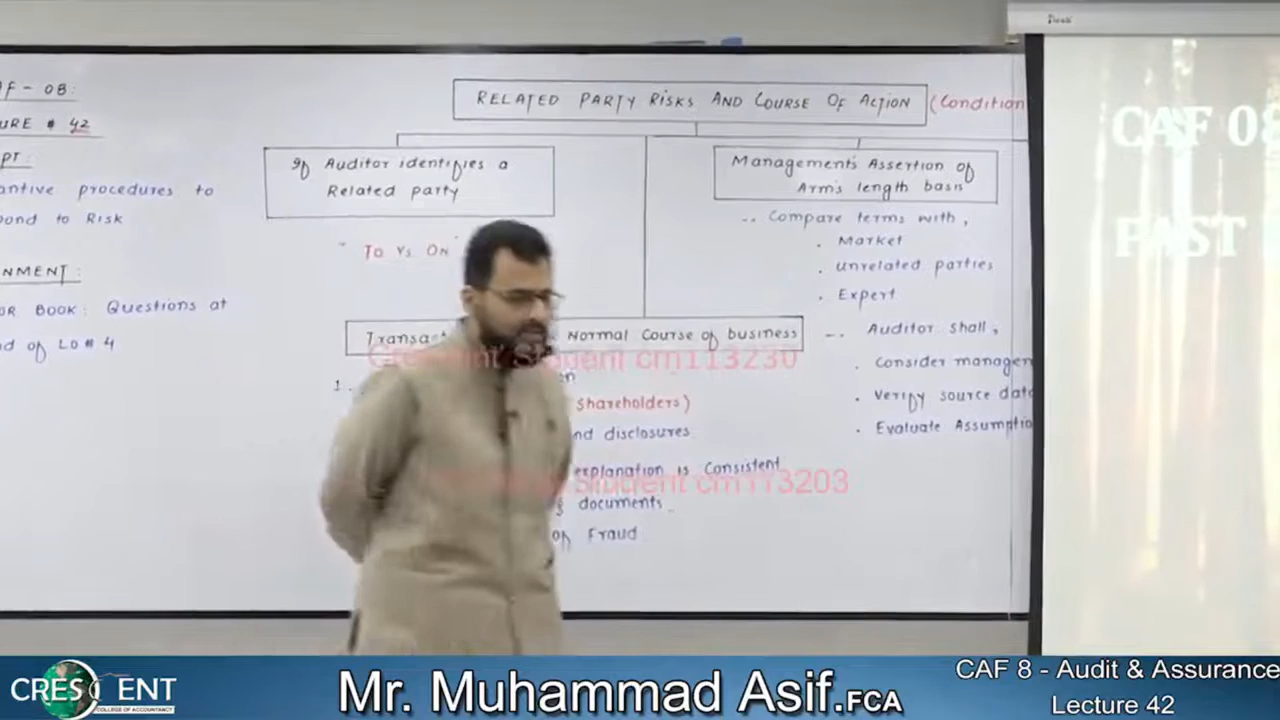 F - 08:
URE # 42
PT:
antive procedures to
pond to Risk
NMENT:
OR BOOK: Questions at
d of LO# 4
RELATED PARTY RISKS AND COURSE OF ACTION (Condition
If Auditor identifies a
Related party
" TO Vs ON "
Management's Assertion of
Arm's length basis
-. Compare terms with,
. Market
. unrelated parties
. Expert
-. Auditor shall,
. Consider managem
. Verify source data
. Evaluate Assumptio
Transac Normal Course of business
1.
n
shareholders)
nd disclosures
explanation is Consistent
documents
of Fraud
Crescent Student cm113230
Student cm113203
CAF 08
PAST
CRESCENT
COLLEGE OF ACCOUNTANCY
Mr. Muhammad Asif.FCA
CAF 8 - Audit & Assurance
Lecture 42